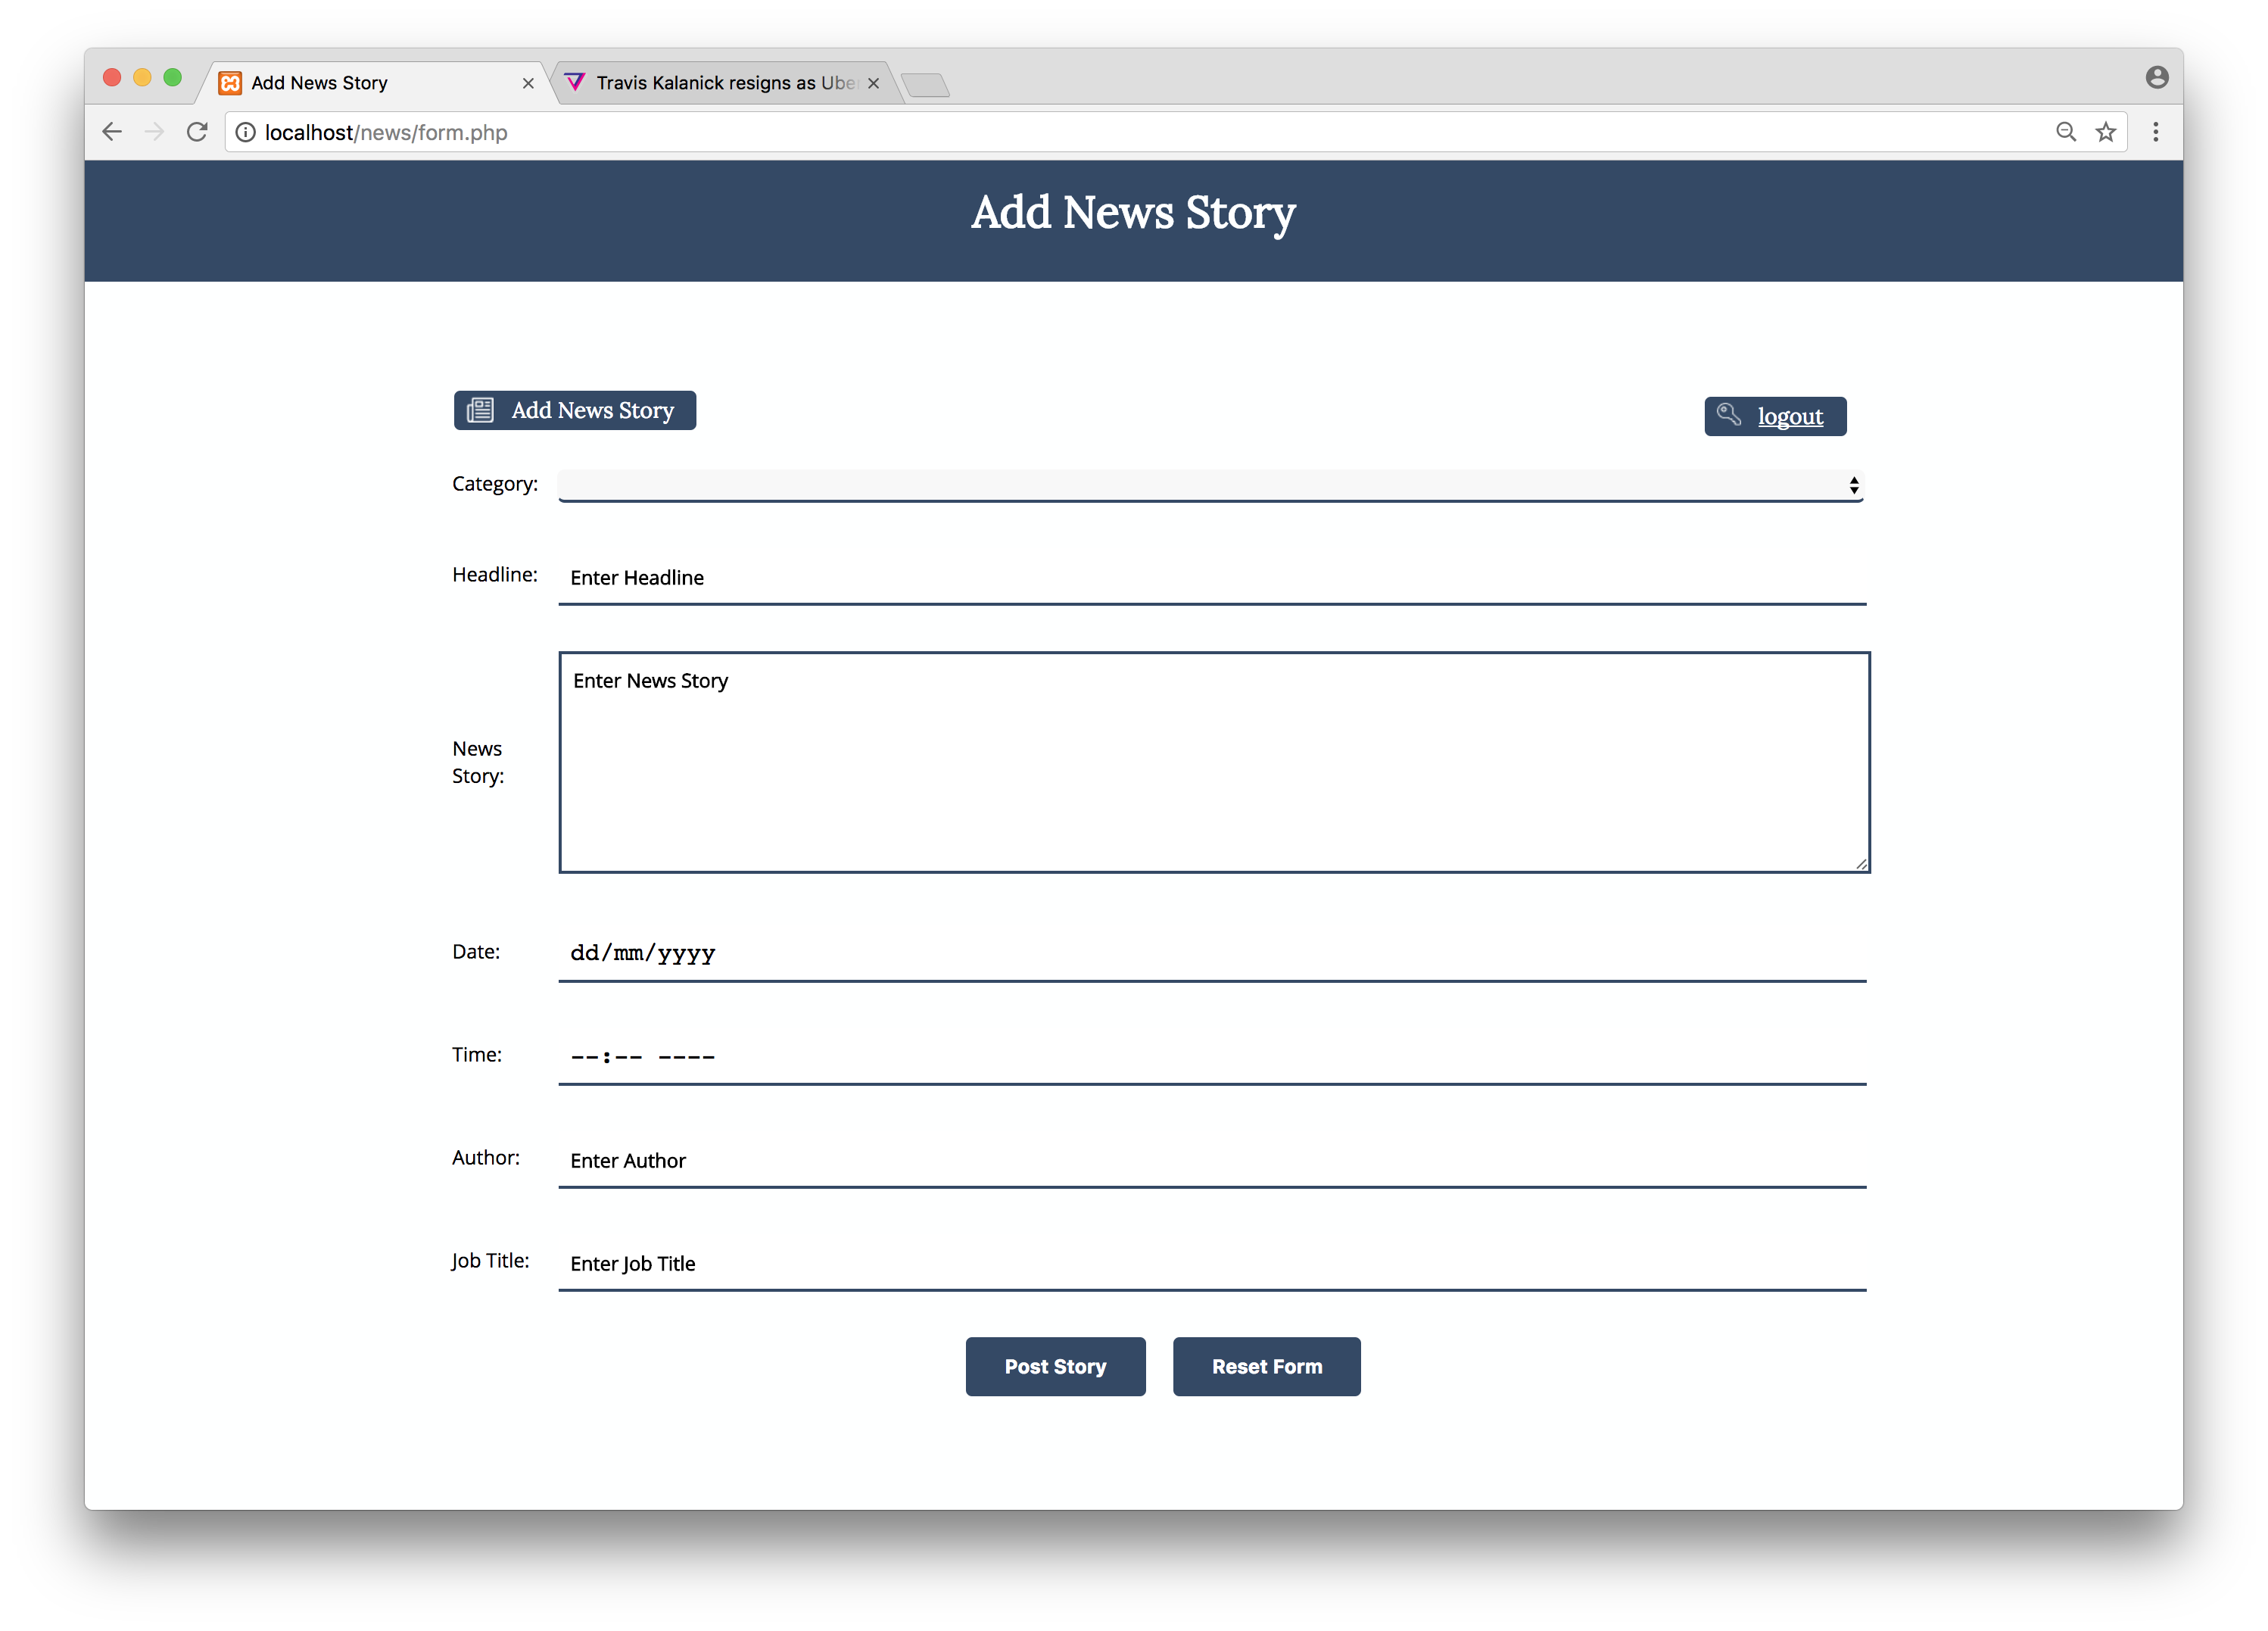 Add News Story
Travis Kalanick resigns as Ube
localhost/news/form.php
Add News Story
Add News Story
logout
Category:
Headline:
Enter Headline
News
Story:
Enter News Story
Date:
dd/mm/yyyy
Time:
--:-- ----
Author:
Enter Author
Job Title:
Enter Job Title
Post Story
Reset Form